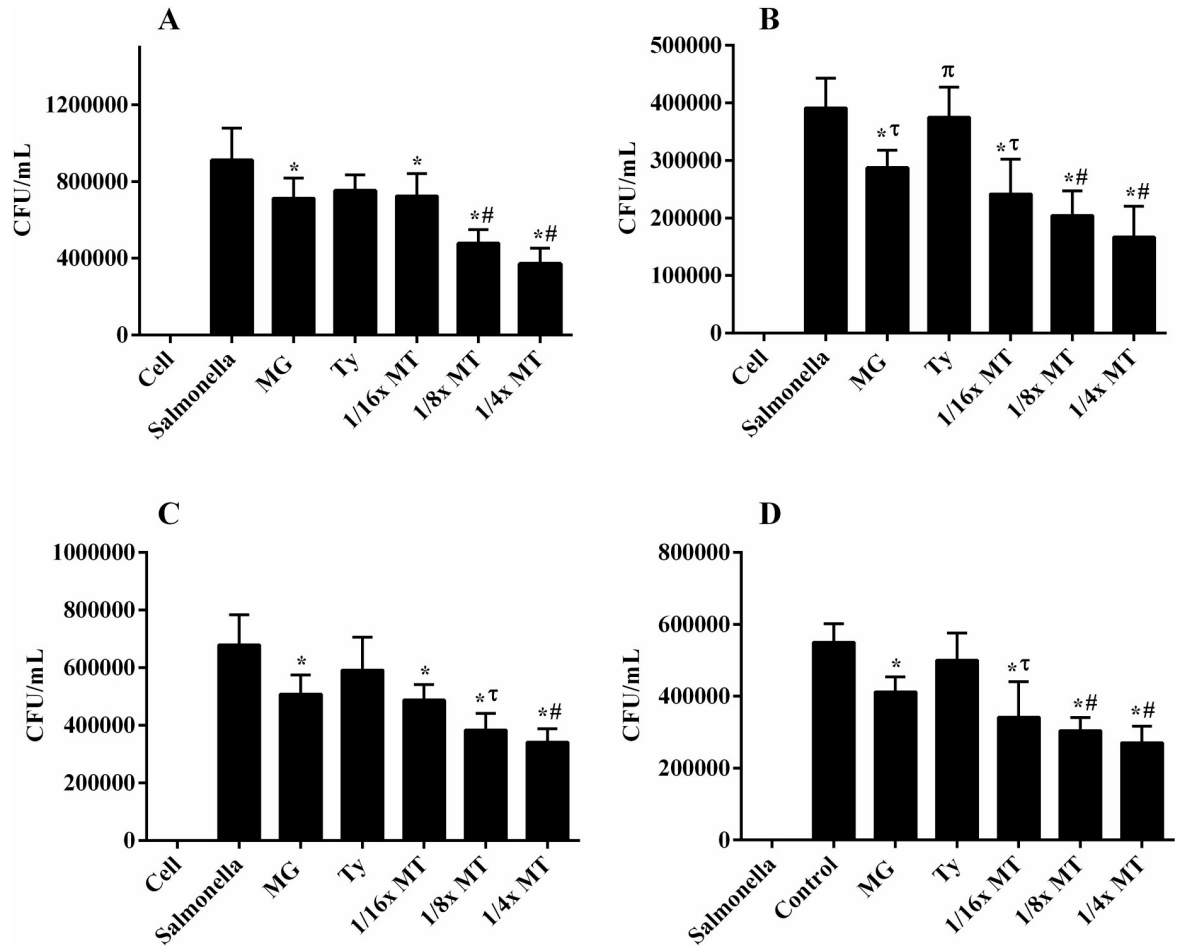 A
CFU/mL
1200000
800000
400000
0
*
*
*#
*#
Cell
Salmonella
MG
Ty
1/16x MT
1/8x MT
1/4x MT
B
CFU/mL
500000
400000
300000
200000
100000
0
*τ
π
*τ
*#
*#
Cell
Salmonella
MG
Ty
1/16x MT
1/8x MT
1/4x MT
C
CFU/mL
1000000
800000
600000
400000
200000
0
*
*
*τ
*#
Cell
Salmonella
MG
Ty
1/16x MT
1/8x MT
1/4x MT
D
CFU/mL
800000
600000
400000
200000
0
*
*τ
*#
*#
Salmonella
Control
MG
Ty
1/16x MT
1/8x MT
1/4x MT